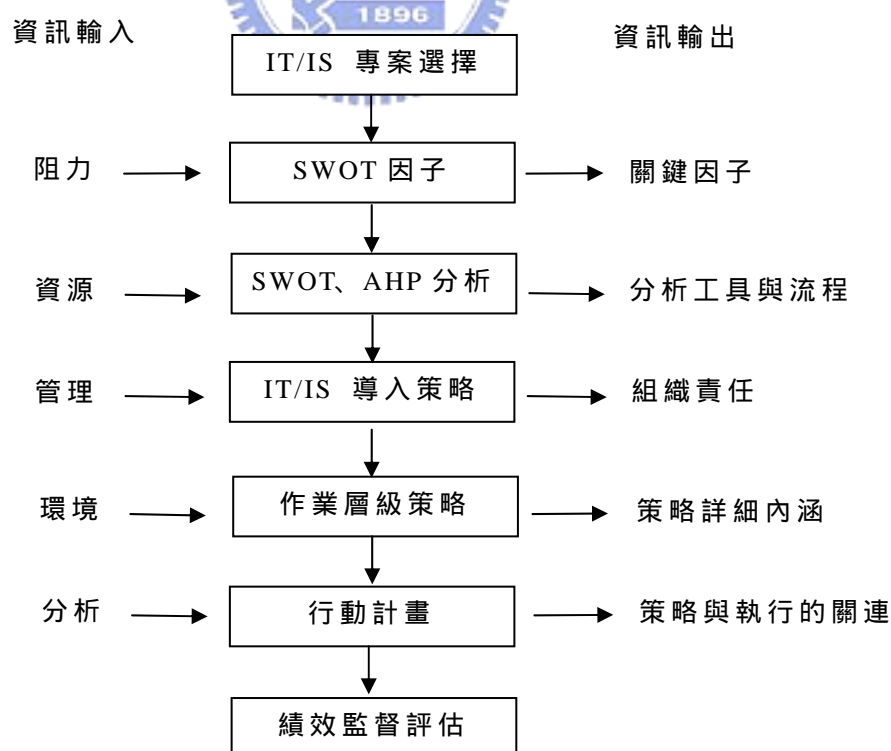 1896
資訊輸入
資訊輸出
IT/IS 專案選擇
阻力
SWOT 因子
關鍵因子
資源
SWOT、AHP 分析
分析工具與流程
管理
IT/IS 導入策略
組織責任
環境
作業層級策略
策略詳細內涵
分析
行動計畫
策略與執行的關連
績效監督評估